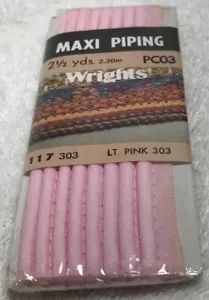 MAXI PIPING
2½ yds. 2.30m PC03
Wrights®
117 303 LT. PINK 303